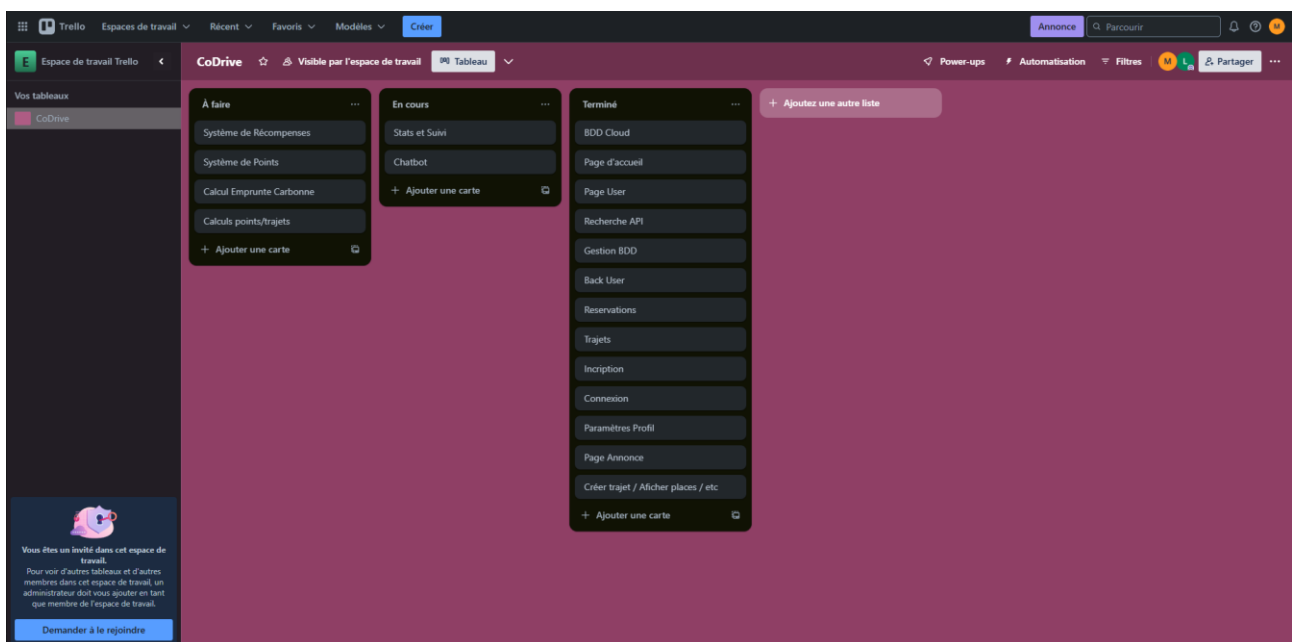 Trello
Espaces de travail
Récent
Favoris
Modèles
Créer
Annonce
Parcourir
M
E
Espace de travail Trello
CoDrive
Visible par l'espace de travail
Tableau
Power-ups
Automatisation
Filtres
M
L
Partager
Vos tableaux
CoDrive
À faire
Système de Récompenses
Système de Points
Calcul Emprunte Carbonne
Calculs points/trajets
+ Ajouter une carte
En cours
Stats et Suivi
Chatbot
+ Ajouter une carte
Terminé
BDD Cloud
Page d'accueil
Page User
Recherche API
Gestion BDD
Back User
Reservations
Trajets
Incription
Connexion
Paramètres Profil
Page Annonce
Créer trajet / Aficher places / etc
+ Ajouter une carte
+ Ajoutez une autre liste
Vous êtes un invité dans cet espace de
travail.
Pour voir d'autres tableaux et d'autres
membres dans cet espace de travail, un
administrateur doit vous ajouter en tant
que membre de l'espace de travail.
Demander à le rejoindre